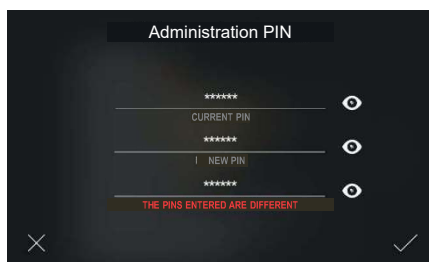 Administration PIN
******
CURRENT PIN
******
NEW PIN
******
THE PINS ENTERED ARE DIFFERENT